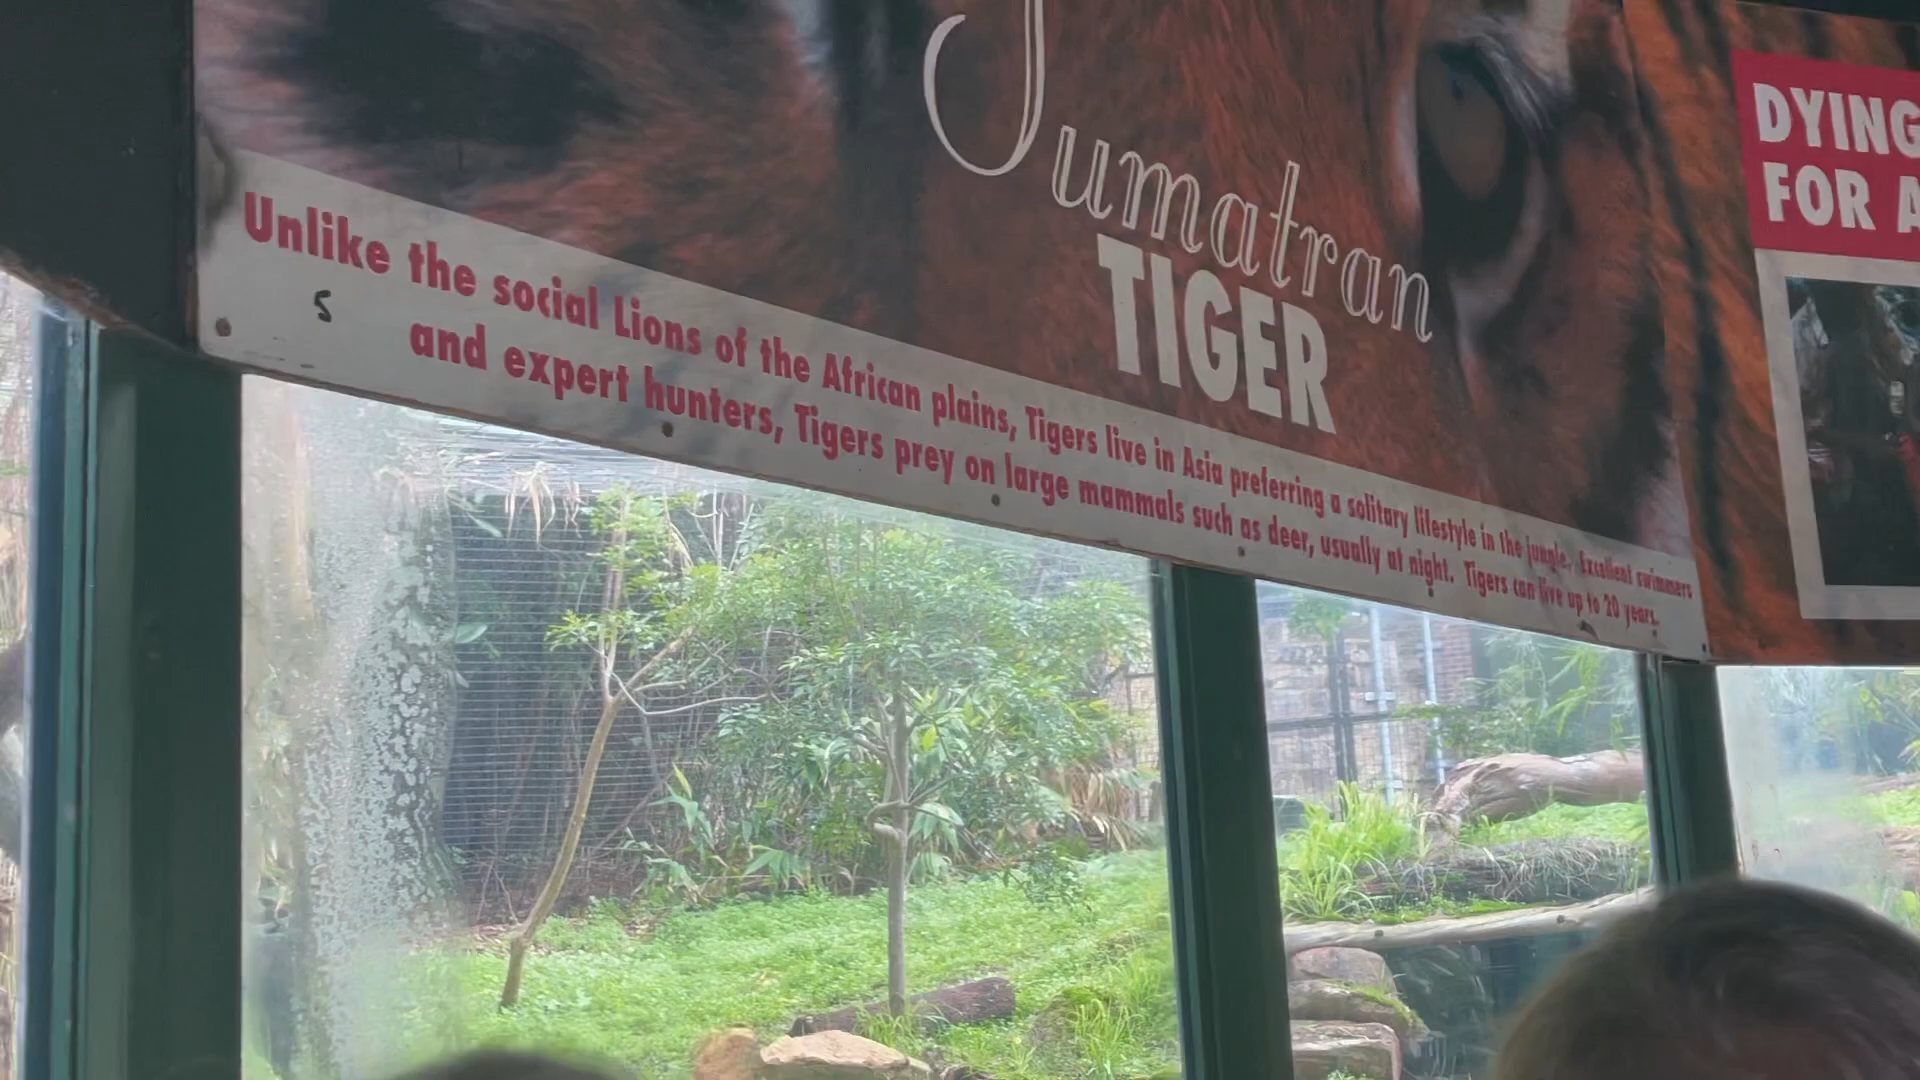 Sumatran
TIGER
Unlike the social Lions of the African plains, Tigers live in Asia preferring a solitary lifestyle in the jungle. Excellent swimmers
and expert hunters, Tigers prey on large mammals such as deer, usually at night. Tigers can live up to 20 years.
S
DYING
FOR A